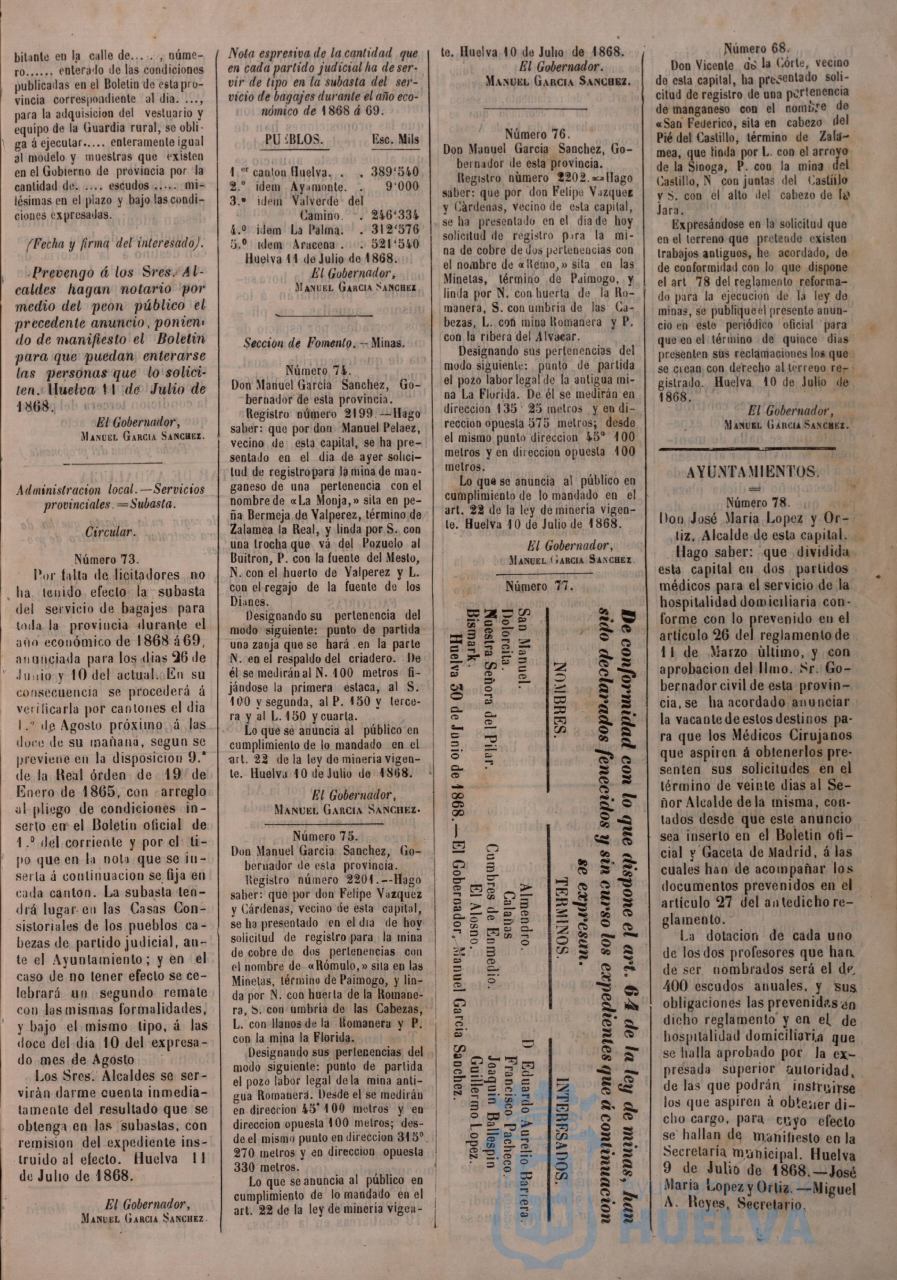 bitante en la calle de..... , núme-
ro...... enterado de las condiciones
publicadas en el Boletin de esta pro-
vincia correspondiente al dia. ...,
para la adquisicion del vestuario y
equipo de la Guardia rural, se obli-
ga á ejecutar.... enteramente igual
al modelo y muestras que existen
en el Gobierno de provincia por la
cantidad de. .... escudos ..... mi-
lésimas en el plazo y bajo las condi-
ciones expresadas.
(Fecha y firma del interesado).
Prevengo á los Sres. Al-
caldes hagan notario por
medio del peon público el
precedente anuncio, ponien-
do de manifiesto el Boletin
para que puedan enterarse
las personas que lo solici-
ten. Huelva 11 de Julio de
1868.
El Gobernador,
MANUEL GARCIA SANCHEZ.
Administracion local.—Servicios
provinciales.=Subasta.
Circular.
Número 73.
Por falta de licitadores no
ha tenido efecto la subasta
del servicio de bagajes para
toda la provincia durante el
año económico de 1868 á 69,
anunciada para los dias 26 de
Junio y 10 del actual. En su
consecuencia se procederá á
verificarla por cantones el dia
1.º de Agosto próximo á las
doce de su mañana, segun se
previene en la disposicion 9.ª
de la Real órden de 19 de
Enero de 1865, con arreglo
al pliego de condiciones in-
serto en el Boletin oficial de
1.º del corriente y por el ti-
po que en la nota que se in-
serta á continuacion se fija en
cada canton. La subasta ten-
drá lugar en las Casas Con-
sistoriales de los pueblos ca-
bezas de partido judicial, an-
te el Ayuntamiento; y en el
caso de no tener efecto se ce-
lebrará un segundo remate
con las mismas formalidades,
y bajo el mismo tipo, á las
doce del dia 10 del expresa-
do mes de Agosto
Los Sres. Alcaldes se ser-
virán darme cuenta inmedia-
tamente del resultado que se
obtenga en las subastas, con
remision del expediente ins-
truido al efecto. Huelva 11
de Julio de 1868.
El Gobernador,
MANUEL GARCIA SANCHEZ.
Nota espresiva de la cantidad que
en cada partido judicial ha de ser-
vir de tipo en la subasta del ser-
vicio de bagajes durante el año eco-
nómico de 1868 á 69.
PUEBLOS. Esc. Mils
1.er canton Huelva. . . 389'540
2.º idem Ayamonte. . 9'000
3.º idem Valverde del
Camino. . 246'334
4.º idem La Palma. . 312'576
5.º idem Aracena . . 521'540
Huelva 11 de Julio de 1868.
El Gobernador,
MANUEL GARCIA SANCHEZ
Seccion de Fomento. — Minas.
Número 74.
Don Manuel Garcia Sanchez, Go-
bernador de esta provincia.
Registro número 2199.—Hago
saber: que por don Manuel Pelaez,
vecino de esta capital, se ha pre-
sentado en el dia de ayer solici-
tud de registro para la mina de man-
ganeso de una pertenencia con el
nombre de «La Monja,» sita en pe-
ña Bermeja de Valperez, término de
Zalamea la Real, y linda por S. con
una trocha que vá del Pozuelo al
Buitron, P. con la fuente del Mesto,
N. con el huerto de Valperez y L.
con el regajo de la fuente de los
Dianes.
Designando su pertenencia del
modo siguiente: punto de partida
una zanja que se hará en la parte
N. en el respaldo del criadero. De
él se medirán al N. 100 metros fi-
jándose la primera estaca, al S.
100 y segunda, al P. 150 y terce-
ra y al L. 150 y cuarta.
Lo que se anuncia al público en
cumplimiento de lo mandado en el
art. 22 de la ley de mineria vigen-
te. Huelva 10 de Julio de 1868.
El Gobernador,
MANUEL GARCIA SANCHEZ.
Número 75.
Don Manuel Garcia Sanchez, Go-
bernador de esta provincia.
Registro número 2201.--Hago
saber: que por don Felipe Vazquez
y Cárdenas, vecino de esta capital,
se ha presentado en el dia de hoy
solicitud de registro para la mina
de cobre de dos pertenencias con
el nombre de «Rómulo,» sita en las
Minetas, término de Paimogo, y lin-
da por N. con huerta de la Romane-
ra, S. con umbria de las Cabezas,
L. con llanos de la Romanera y P.
con la mina la Florida.
Designando sus pertenencias del
modo siguiente: punto de partida
el pozo labor legal de la mina anti-
gua Romanera. Desde el se medirán
en direccion 45º 100 metros y en
direccion opuesta 100 metros; des-
de el mismo punto en direccion 315º
270 metros y en direccion opuesta
330 metros.
Lo que se anuncia al público en
cumplimiento de lo mandado en el
art. 22 de la ley de mineria vigen-
te. Huelva 10 de Julio de 1868.
El Gobernador.
MANUEL GARCIA SANCHEZ.
Número 76.
Don Manuel Garcia Sanchez, Go-
bernador de esta provincia.
Registro número 2202.=Hago
saber: que por don Felipe Vazquez
y Càrdenas, vecino de esta capital,
se ha presentado en el dia de hoy
solicitud de registro para la mi-
na de cobre de dos pertenencias con
el nombre de «Remo,» sita en las
Minetas, término de Paimogo, y
linda por N. con huerta de la Ro-
manera, S. con umbria de las Ca-
bezas, L. con mina Romanera y P.
con la ribera del Alvacar.
Designando sus pertenencias del
modo siguiente: punto de partida
el pozo labor legal de la antigua mi-
na La Florida. De él se medirán en
direccion 135º 25 metros y en di-
reccion opuesta 575 metros; desde
el mismo punto direccion 45º 100
metros y en direccion opuesta 100
metros.
Lo que se anuncia al público en
cumplimiento de lo mandado en el
art. 22 de la ley de mineria vigen-
te. Huelva 10 de Julio de 1868.
El Gobernador,
MANUEL GARCIA SANCHEZ.
Número 77.
De conformidad con lo que dispone el art. 64 de la ley de minas, han
sido declarados fenecidos y sin curso los expedientes que á continuacion
se expresan.
NOMBRES. TERMINOS. INTERESADOS.
San Manuel. Almendro. D. Eduardo Aurelio Barriera.
Dolorcita. Calañas Francisco Pacheco.
Nuestra Señora del Pilar. Cumbres de Enmedio. Joaquin Ballespin
Bismark. El Alosno. Guillermo Lopez.
Huelva 30 de Junio de 1868.—El Gobernador, Manuel Garcia Sanchez.
Número 68.
Don Vicente de la Córte, vecino
de esta capital, ha presentado soli-
citud de registro de una pertenencia
de manganeso con el nombre de
«San Federico, sita en cabezo del
Pié del Castillo, término de Zala-
mea, que linda por L. con el arroyo
de la Sinoga, P. con la mina del
Castillo, N con juntas del Castillo
y S. con el alto del cabezo de la
Jara.
Expresándose en la solicitud que
en el terreno que pretende existen
trabajos antiguos, he acordado, de
de conformidad con lo que dispone
el art 78 del reglamento reforma-
do para la ejecucion de la ley de
minas, se publique el presente anun-
cio en este periódico oficial para
que en el término de quince dias
presenten sus reclamaciones los que
se crean con derecho al terreno re-
gistrado. Huelva 10 de Julio de
1868.
El Gobernador,
MANUEL GARCIA SANCHEZ.
AYUNTAMIENTOS.
Número 78.
Don José Maria Lopez y Or-
tiz, Alcalde de esta capital.
Hago saber: que dividida
esta capital en dos partidos
médicos para el servicio de la
hospitalidad domiciliaria con-
forme con lo prevenido en el
artículo 26 del reglamento de
11 de Marzo ùltimo, y con
aprobacion del Ilmo. Sr. Go-
bernador civil de esta provin-
cia, se ha acordado anunciar
la vacante de estos destinos pa-
ra que los Médicos Cirujanos
que aspiren á obtenerlos pre-
senten sus solicitudes en el
término de veinte dias al Se-
ñor Alcalde de la misma, con-
tados desde que este anuncio
sea inserto en el Boletin ofi-
cial y Gaceta de Madrid, á las
cuales han de acompañar los
documentos prevenidos en el
artículo 27 del antedicho re-
glamento.
La dotacion de cada uno
de los dos profesores que han
de ser nombrados será el de
400 escudos anuales, y sus
obligaciones las prevenidas en
dicho reglamento y en el de
hospitalidad domiciliaria que
se halla aprobado por la ex-
presada superior autoridad,
de las que podrán instruirse
los que aspiren á obtener di-
cho cargo, para cuyo efecto
se hallan de manifiesto en la
Secretaria municipal. Huelva
9 de Julio de 1868.—José
Maria Lopez y Ortiz.—Miguel
A. Reyes, Secretario.
HUELVA